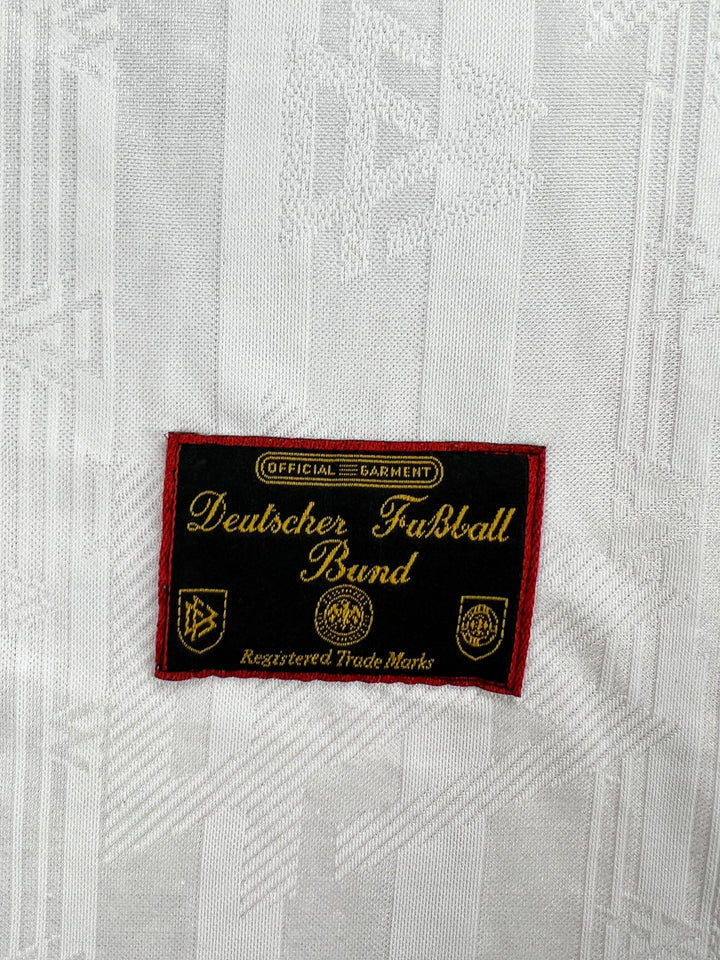 OFFICIAL GARMENT
Deutscher Fußball
Bund
Registered Trade Marks